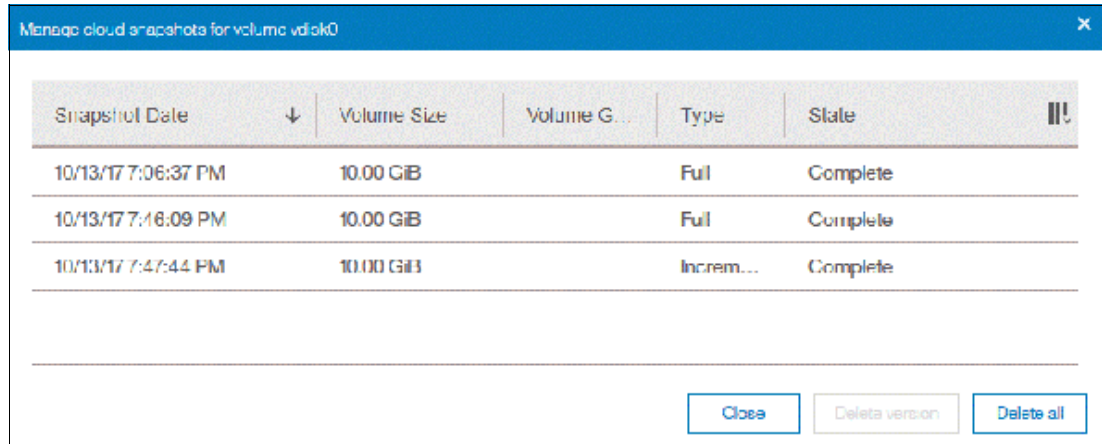 Manage cloud snapshots for volume vdisk0
Snapshot Date Volume Size Volume G... Type State
10/13/17 7:06:37 PM 10.00 GiB Full Complete
10/13/17 7:46:09 PM 10.00 GiB Full Complete
10/13/17 7:47:44 PM 10.00 GiB Increm... Complete
Close Delete version Delete all